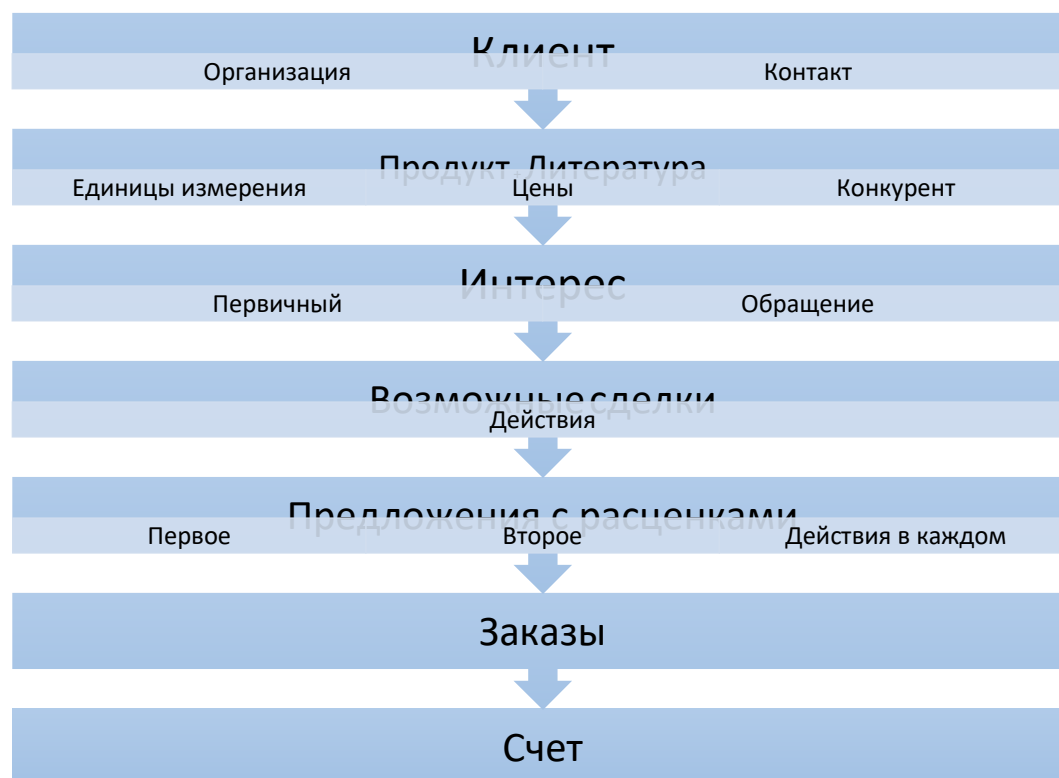 Клиент
Организация Контакт
Продукт. Литература
Единицы измерения Цены Конкурент
Интерес
Первичный Обращение
Возможные сделки
Действия
Предложения с расценками
Первое Второе Действия в каждом
Заказы
Счет